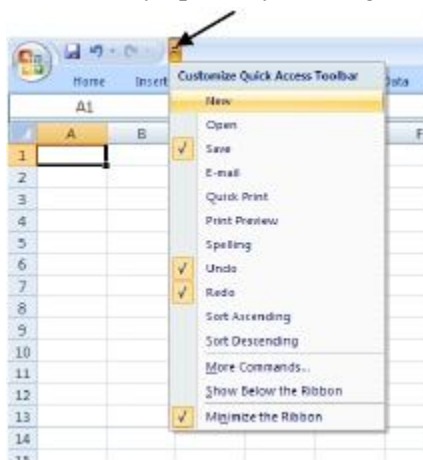 Home Insert Data
A1
A B F
Customize Quick Access Toolbar
New
Open
Save
E-mail
Quick Print
Print Preview
Spelling
Undo
Redo
Sort Ascending
Sort Descending
More Commands...
Show Below the Ribbon
Minimize the Ribbon
1
2
3
4
5
6
7
8
9
10
11
12
13
14